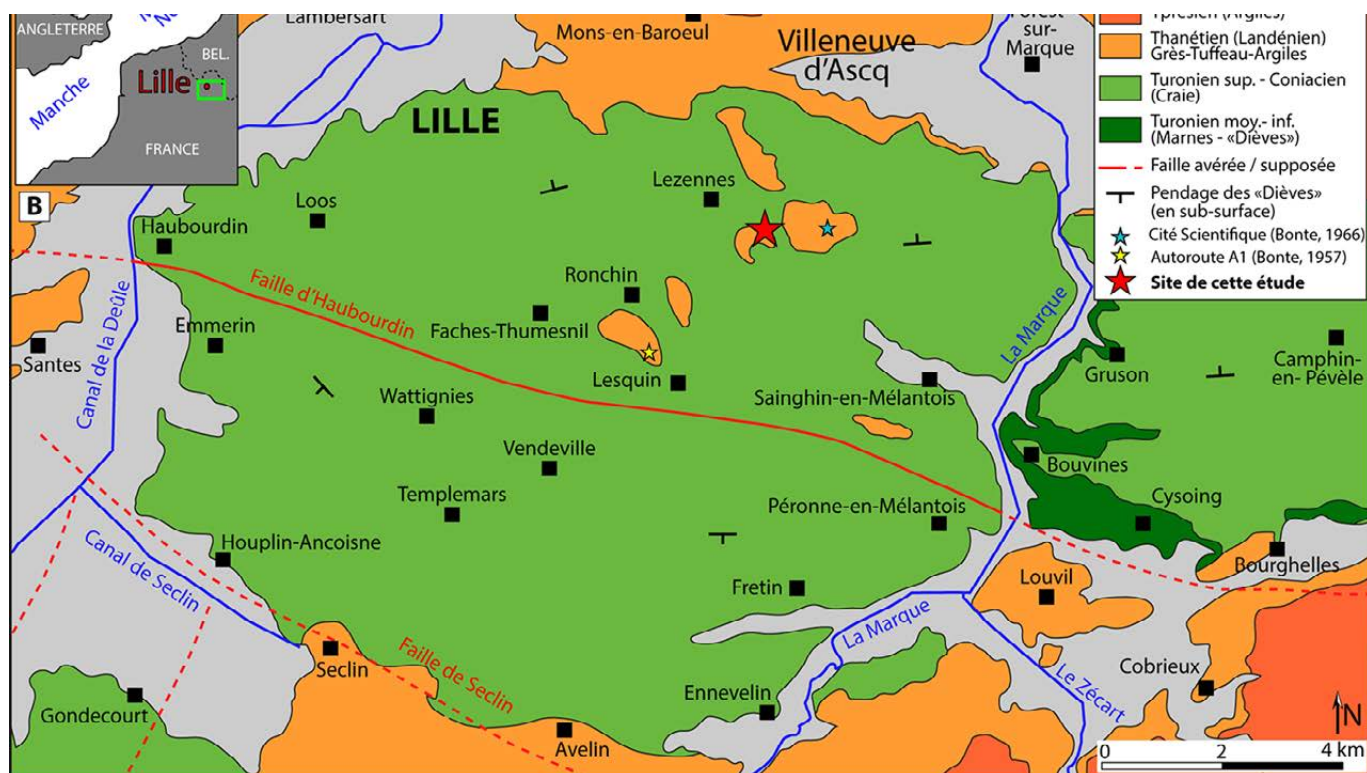 ANGLETERRE
BEL.
Lille
Manche
FRANCE
B
Lambersart
Mons-en-Baroeul
Villeneuve
d'Ascq
Forest
sur-
Marque
LILLE
Lezennes
Loos
Haubourdin
Ronchin
Faille d'Haubourdin
Faches-Thumesnil
Emmerin
Canal de la Deûle
Santes
Lesquin
Wattignies
Sainghin-en-Mélantois
La Marque
Gruson
Camphin-
en- Pévèle
Vendeville
Bouvines
Templemars
Péronne-en-Mélantois
Cysoing
Houplin-Ancoisne
Canal de Seclin
Bourghelles
Fretin
Louvil
La Marque
Seclin
Faille de Seclin
Le Zécart
Cobrieux
Gondecourt
Ennevelin
Avelin
Yprésien (Argiles)
Thanétien (Landénien)
Grès-Tuffeau-Argiles
Turonien sup. - Coniacien
(Craie)
Turonien moy.- inf.
(Marnes - «Dièves»)
Faille avérée / supposée
Pendage des «Dièves»
(en sub-surface)
Cité Scientifique (Bonte, 1966)
Autoroute A1 (Bonte, 1957)
Site de cette étude
N
0 2 4 km